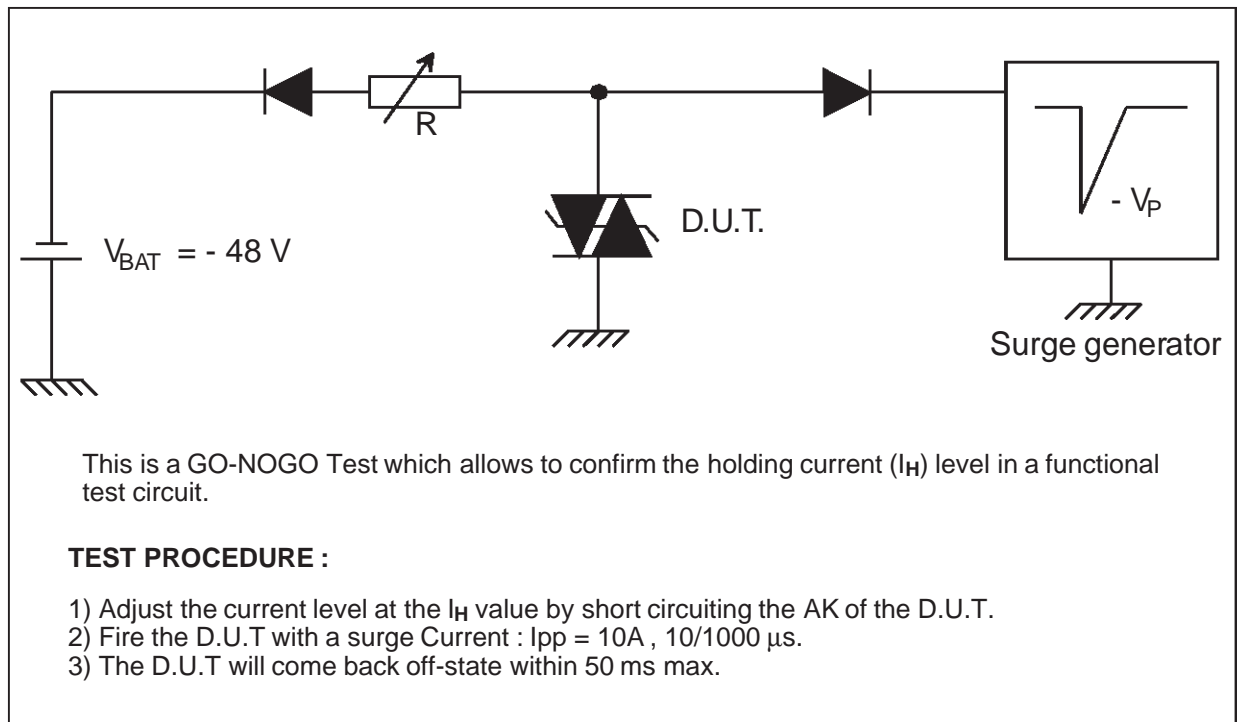 R
- VP
D.U.T.
VBAT = - 48 V
Surge generator
This is a GO-NOGO Test which allows to confirm the holding current (IH) level in a functional
test circuit.
TEST PROCEDURE :
1) Adjust the current level at the IH value by short circuiting the AK of the D.U.T.
2) Fire the D.U.T with a surge Current : Ipp = 10A , 10/1000 μs.
3) The D.U.T will come back off-state within 50 ms max.